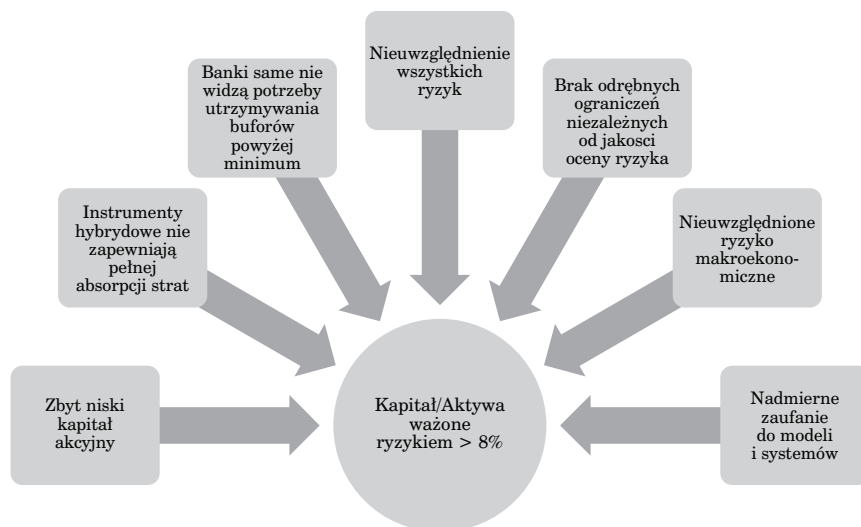 Nieuwzględnienie
wszystkich
ryzyk
Banki same nie
widzą potrzeby
utrzymywania
buforów
powyżej
minimum
Brak odrębnych
ograniczeń
niezależnych
od jakosci
oceny ryzyka
Instrumenty
hybrydowe nie
zapewniają
pełnej
absorpcji strat
Nieuwzględnione
ryzyko
makroekono-
miczne
Zbyt niski
kapitał
akcyjny
Kapitał/Aktywa
ważone
ryzykiem > 8%
Nadmierne
zaufanie
do modeli
i systemów